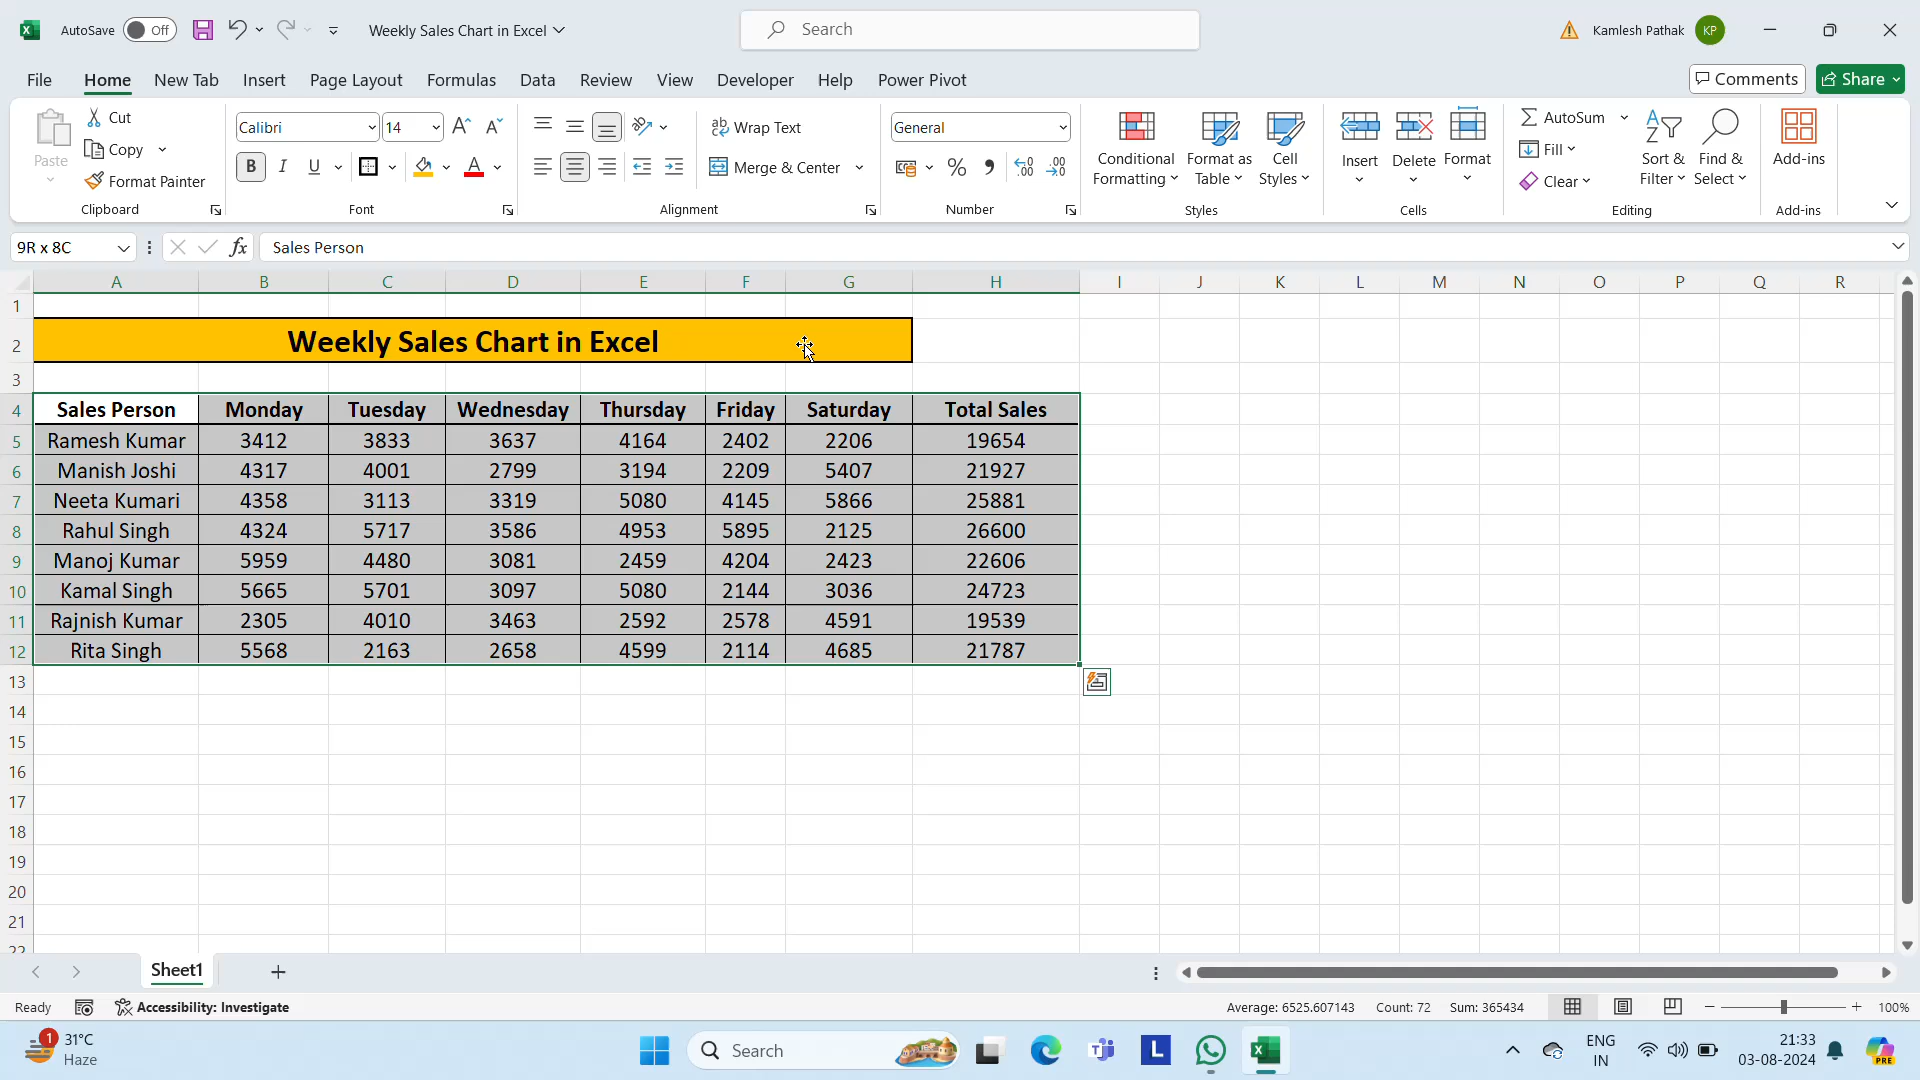 AutoSave Off Weekly Sales Chart in Excel Search Kamlesh Pathak KP
File Home New Tab Insert Page Layout Formulas Data Review View Developer Help Power Pivot Comments Share
Paste Cut Copy Format Painter Clipboard
Calibri 14 B I U A Font
ab Wrap Text Merge & Center Alignment
General % Number
Conditional Formatting Format as Table Cell Styles Styles
Insert Delete Format Cells
AutoSum Fill Clear Sort & Filter Find & Select Editing
Add-ins Add-ins
9R x 8C fx Sales Person
A B C D E F G H I J K L M N O P Q R
1
2 Weekly Sales Chart in Excel
3
4 Sales Person Monday Tuesday Wednesday Thursday Friday Saturday Total Sales
5 Ramesh Kumar 3412 3833 3637 4164 2402 2206 19654
6 Manish Joshi 4317 4001 2799 3194 2209 5407 21927
7 Neeta Kumari 4358 3113 3319 5080 4145 5866 25881
8 Rahul Singh 4324 5717 3586 4953 5895 2125 26600
9 Manoj Kumar 5959 4480 3081 2459 4204 2423 22606
10 Kamal Singh 5665 5701 3097 5080 2144 3036 24723
11 Rajnish Kumar 2305 4010 3463 2592 2578 4591 19539
12 Rita Singh 5568 2163 2658 4599 2114 4685 21787
13
14
15
16
17
18
19
20
21
22
Sheet1
Ready Accessibility: Investigate Average: 6525.607143 Count: 72 Sum: 365434 100%
1 31°C Haze Search L ENG IN 21:33 03-08-2024 PRE